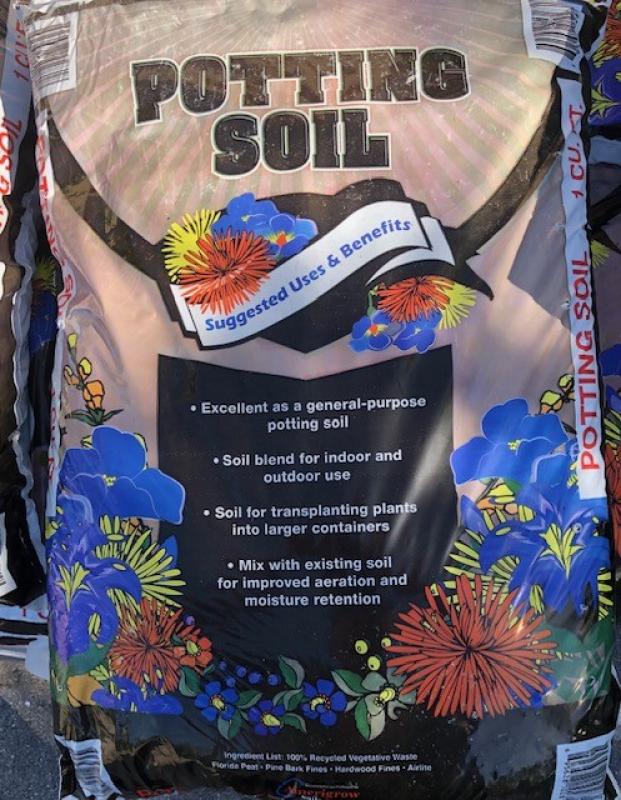 POTTING
SOIL
Suggested Uses & Benefits
• Excellent as a general-purpose
potting soil
• Soil blend for indoor and
outdoor use
• Soil for transplanting plants
into larger containers
• Mix with existing soil
for improved aeration and
moisture retention
Ingredient List: 100% Recycled Vegetative Waste
Florida Peat • Pine Bark Fines • Hardwood Fines • Airlite
Amerigrow
POTTING SOIL 1 CU. FT.